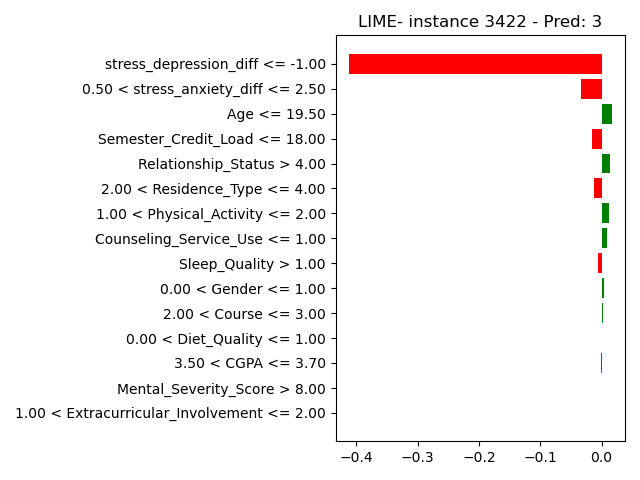 LIME- instance 3422 - Pred: 3
stress_depression_diff <= -1.00
0.50 < stress_anxiety_diff <= 2.50
Age <= 19.50
Semester_Credit_Load <= 18.00
Relationship_Status > 4.00
2.00 < Residence_Type <= 4.00
1.00 < Physical_Activity <= 2.00
Counseling_Service_Use <= 1.00
Sleep_Quality > 1.00
0.00 < Gender <= 1.00
2.00 < Course <= 3.00
0.00 < Diet_Quality <= 1.00
3.50 < CGPA <= 3.70
Mental_Severity_Score > 8.00
1.00 < Extracurricular_Involvement <= 2.00
−0.4 −0.3 −0.2 −0.1 0.0